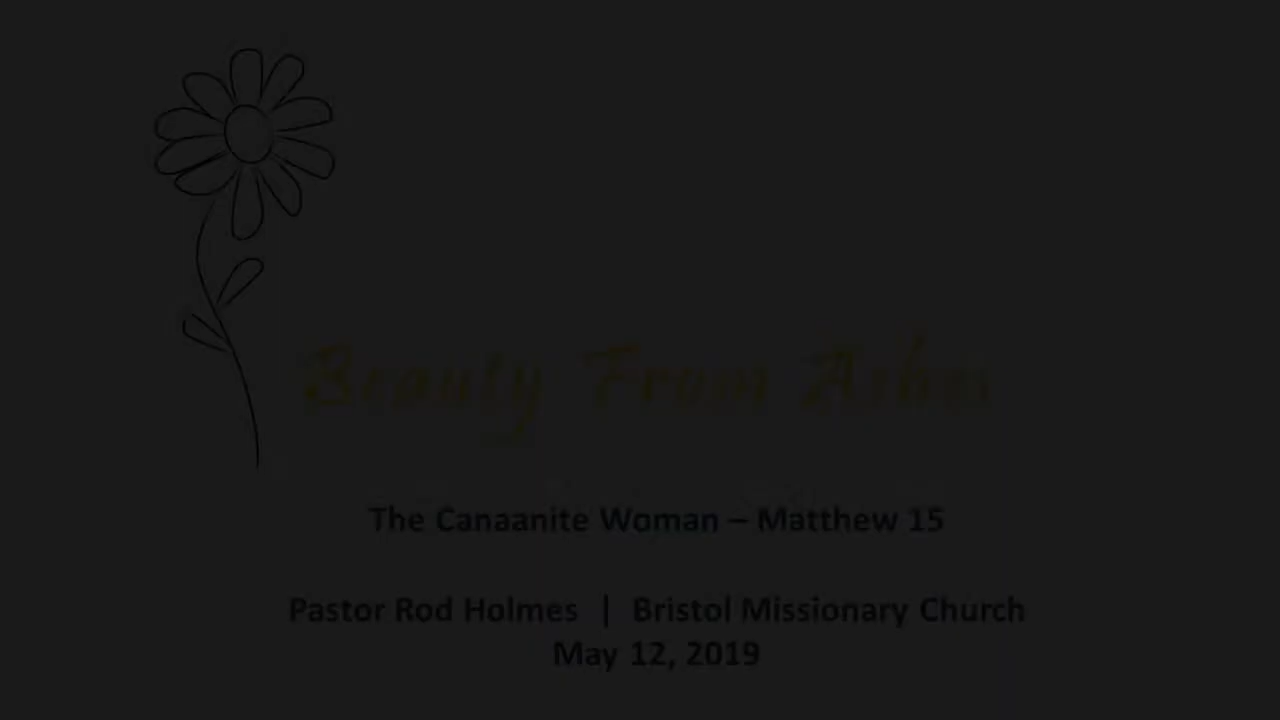 Beauty From Ashes
The Canaanite Woman – Matthew 15
Pastor Rod Holmes | Bristol Missionary Church
May 12, 2019